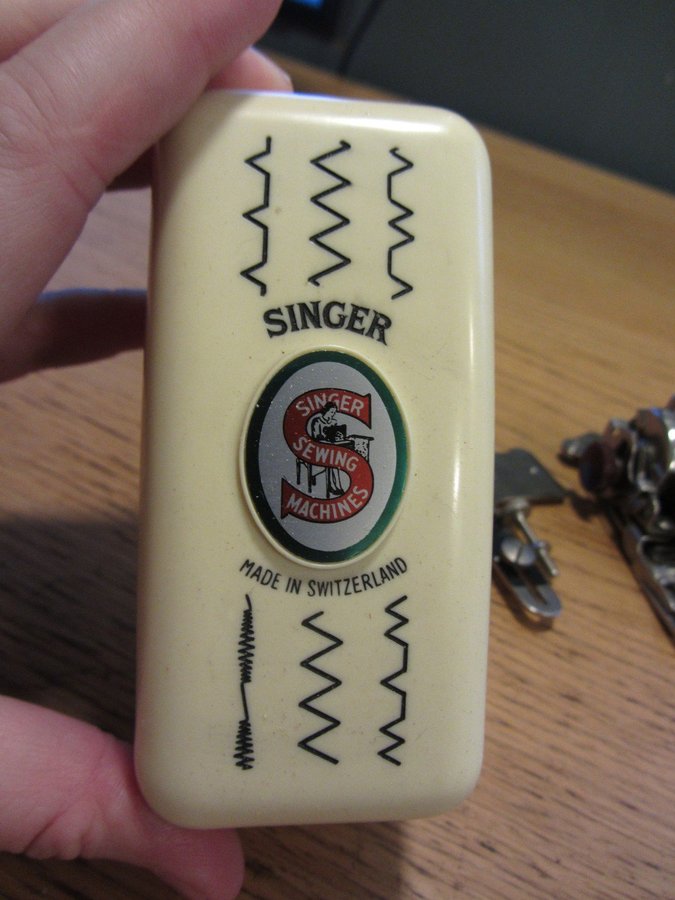 SINGER
SINGER
SEWING
MACHINES
MADE IN SWITZERLAND